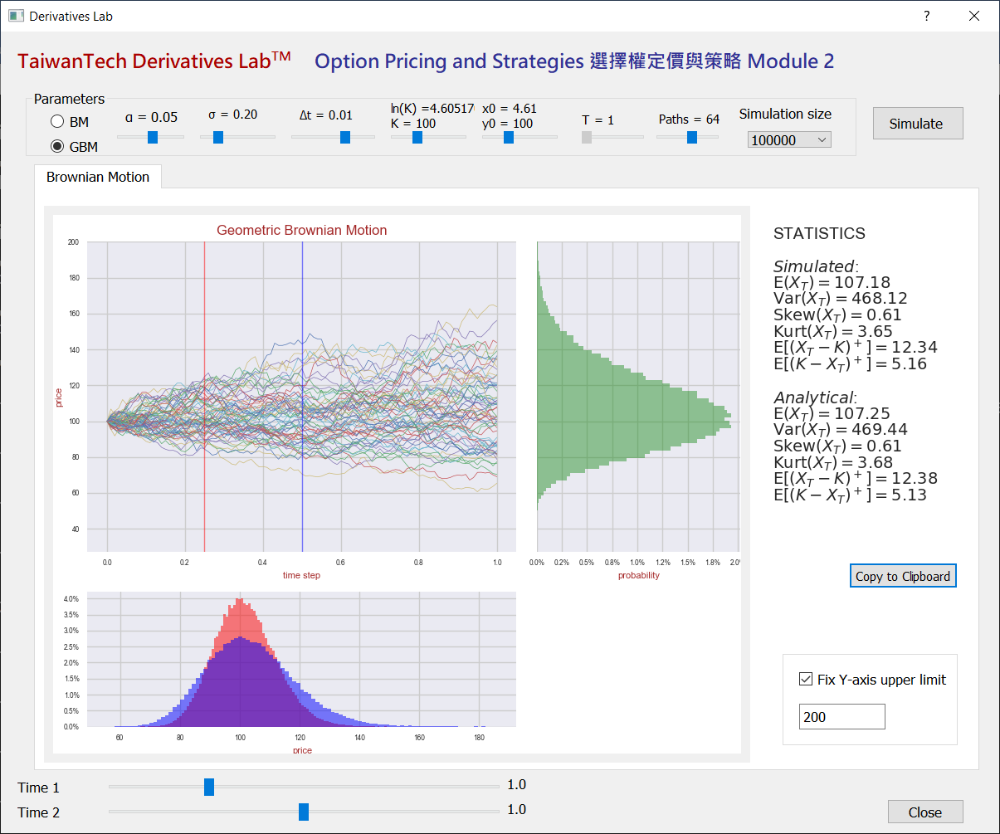 Derivatives Lab
?
TaiwanTech Derivatives Lab™ Option Pricing and Strategies 選擇權定價與策略 Module 2
Parameters
BM
GBM
α = 0.05
σ = 0.20
Δt = 0.01
ln(K) =4.60517
K = 100
x0 = 4.61
y0 = 100
T = 1
Paths = 64
Simulation size
100000
Simulate
Brownian Motion
Geometric Brownian Motion
200
180
160
140
120
100
80
60
40
price
0.0 0.2 0.4 0.6 0.8 1.0
time step
0.0% 0.2% 0.5% 0.8% 1.0% 1.2% 1.5% 1.8% 2.0
probability
4.0%
3.5%
3.0%
2.5%
2.0%
1.5%
1.0%
0.5%
0.0%
60 80 100 120 140 160 180
price
STATISTICS
Simulated:
E(X_T) = 107.18
Var(X_T) = 468.12
Skew(X_T) = 0.61
Kurt(X_T) = 3.65
E[(X_T − K)⁺] = 12.34
E[(K − X_T)⁺] = 5.16
Analytical:
E(X_T) = 107.25
Var(X_T) = 469.44
Skew(X_T) = 0.61
Kurt(X_T) = 3.68
E[(X_T − K)⁺] = 12.38
E[(K − X_T)⁺] = 5.13
Copy to Clipboard
Fix Y-axis upper limit
200
Time 1 1.0
Time 2 1.0
Close